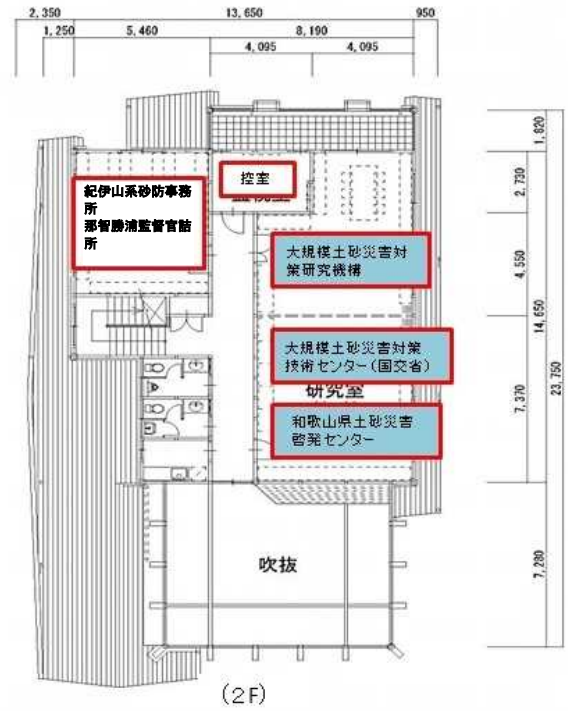 2,350
13,650
950
1,250
5,460
8,190
4,095
4,095
控室
紀伊山系砂防事務
所
那智勝浦監督官詰
所
大規模土砂災害対
策研究機構
大規模土砂災害対策
技術センター(国交省)
研究室
和歌山県土砂災害
啓発センター
吹抜
1,820
2,730
4,550
14,650
7,370
23,750
7,280
(2F)